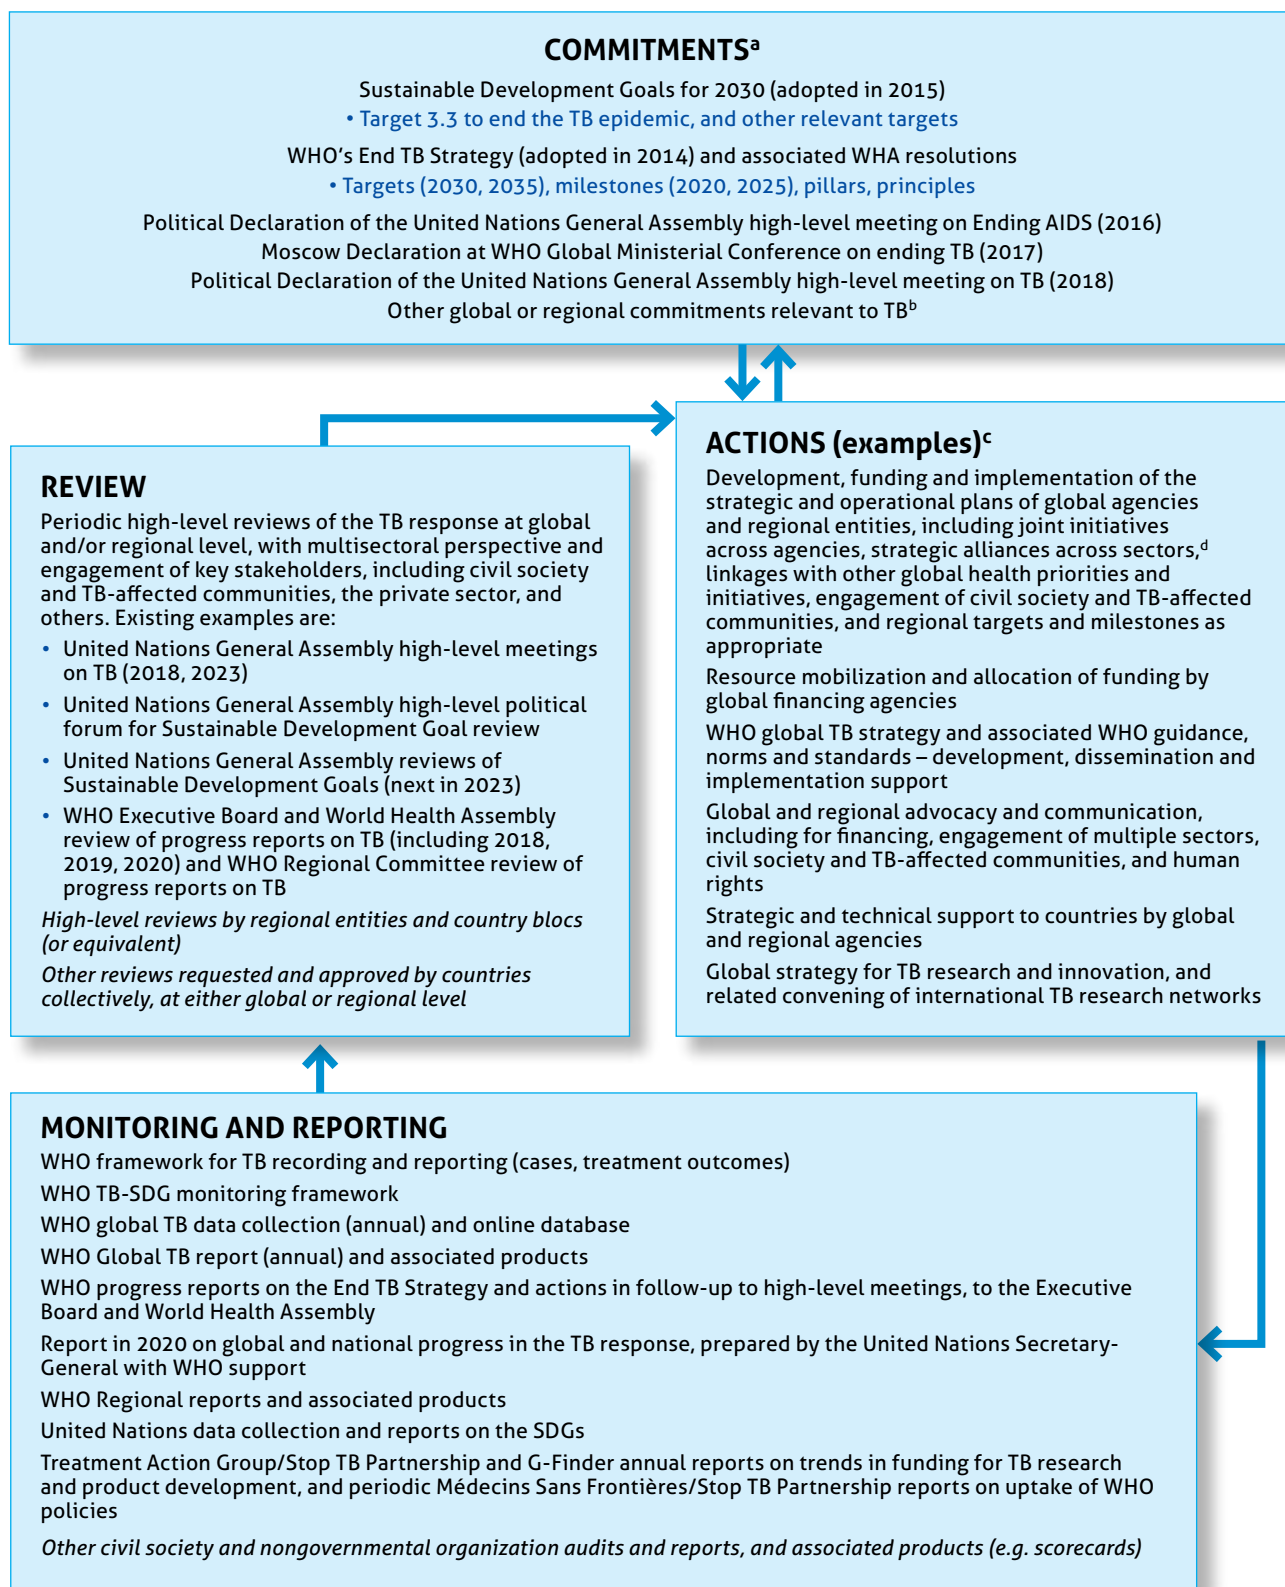 COMMITMENTSᵃ
Sustainable Development Goals for 2030 (adopted in 2015)
• Target 3.3 to end the TB epidemic, and other relevant targets
WHO’s End TB Strategy (adopted in 2014) and associated WHA resolutions
• Targets (2030, 2035), milestones (2020, 2025), pillars, principles
Political Declaration of the United Nations General Assembly high-level meeting on Ending AIDS (2016)
Moscow Declaration at WHO Global Ministerial Conference on ending TB (2017)
Political Declaration of the United Nations General Assembly high-level meeting on TB (2018)
Other global or regional commitments relevant to TBᵇ
REVIEW
Periodic high-level reviews of the TB response at global
and/or regional level, with multisectoral perspective and
engagement of key stakeholders, including civil society
and TB-affected communities, the private sector, and
others. Existing examples are:
• United Nations General Assembly high-level meetings
on TB (2018, 2023)
• United Nations General Assembly high-level political
forum for Sustainable Development Goal review
• United Nations General Assembly reviews of
Sustainable Development Goals (next in 2023)
• WHO Executive Board and World Health Assembly
review of progress reports on TB (including 2018,
2019, 2020) and WHO Regional Committee review of
progress reports on TB
High-level reviews by regional entities and country blocs
(or equivalent)
Other reviews requested and approved by countries
collectively, at either global or regional level
ACTIONS (examples)ᶜ
Development, funding and implementation of the
strategic and operational plans of global agencies
and regional entities, including joint initiatives
across agencies, strategic alliances across sectors,ᵈ
linkages with other global health priorities and
initiatives, engagement of civil society and TB-affected
communities, and regional targets and milestones as
appropriate
Resource mobilization and allocation of funding by
global financing agencies
WHO global TB strategy and associated WHO guidance,
norms and standards – development, dissemination and
implementation support
Global and regional advocacy and communication,
including for financing, engagement of multiple sectors,
civil society and TB-affected communities, and human
rights
Strategic and technical support to countries by global
and regional agencies
Global strategy for TB research and innovation, and
related convening of international TB research networks
MONITORING AND REPORTING
WHO framework for TB recording and reporting (cases, treatment outcomes)
WHO TB-SDG monitoring framework
WHO global TB data collection (annual) and online database
WHO Global TB report (annual) and associated products
WHO progress reports on the End TB Strategy and actions in follow-up to high-level meetings, to the Executive
Board and World Health Assembly
Report in 2020 on global and national progress in the TB response, prepared by the United Nations Secretary-
General with WHO support
WHO Regional reports and associated products
United Nations data collection and reports on the SDGs
Treatment Action Group/Stop TB Partnership and G-Finder annual reports on trends in funding for TB research
and product development, and periodic Médecins Sans Frontières/Stop TB Partnership reports on uptake of WHO
policies
Other civil society and nongovernmental organization audits and reports, and associated products (e.g. scorecards)